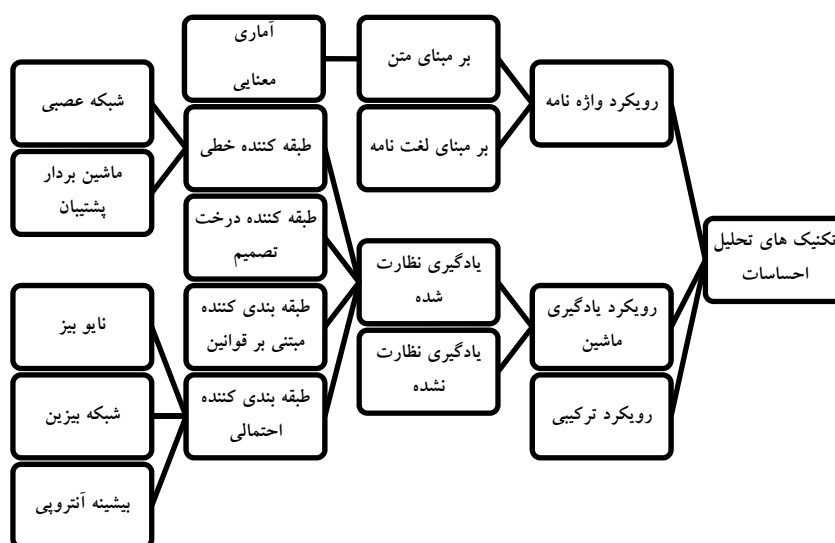 تکنیک های تحلیل
احساسات
رویکرد واژه نامه
بر مبنای متن
آماری
معنایی
بر مبنای لغت نامه
رویکرد یادگیری
ماشین
یادگیری نظارت
شده
طبقه کننده خطی
شبکه عصبی
ماشین بردار
پشتیبان
طبقه کننده درخت
تصمیم
طبقه بندی کننده
مبتنی بر قوانین
طبقه بندی کننده
احتمالی
نایو بیز
شبکه بیزین
بیشینه آنتروپی
یادگیری نظارت
نشده
رویکرد ترکیبی